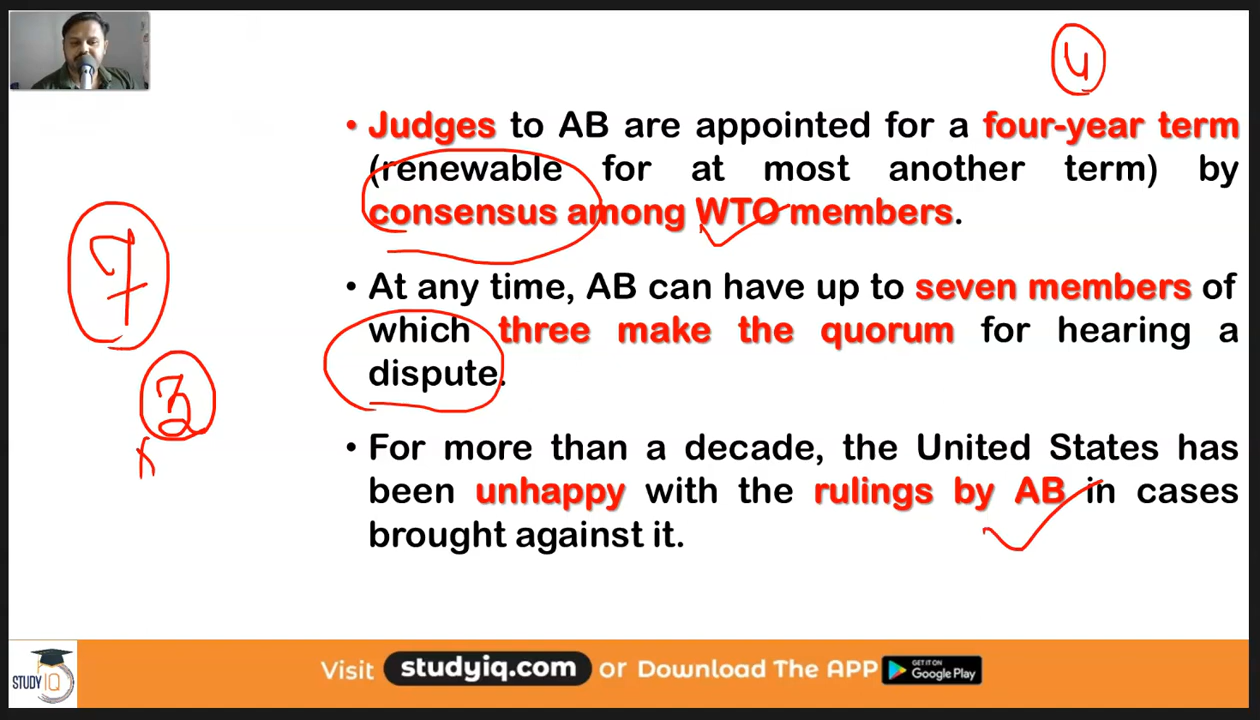 4
• Judges to AB are appointed for a four-year term
(renewable for at most another term) by
consensus among WTO members.
7
• At any time, AB can have up to seven members of
which three make the quorum for hearing a
dispute.
3
• For more than a decade, the United States has
been unhappy with the rulings by AB in cases
brought against it.
STUDY IQ
Visit studyiq.com or Download The APP GET IT ON
Google Play